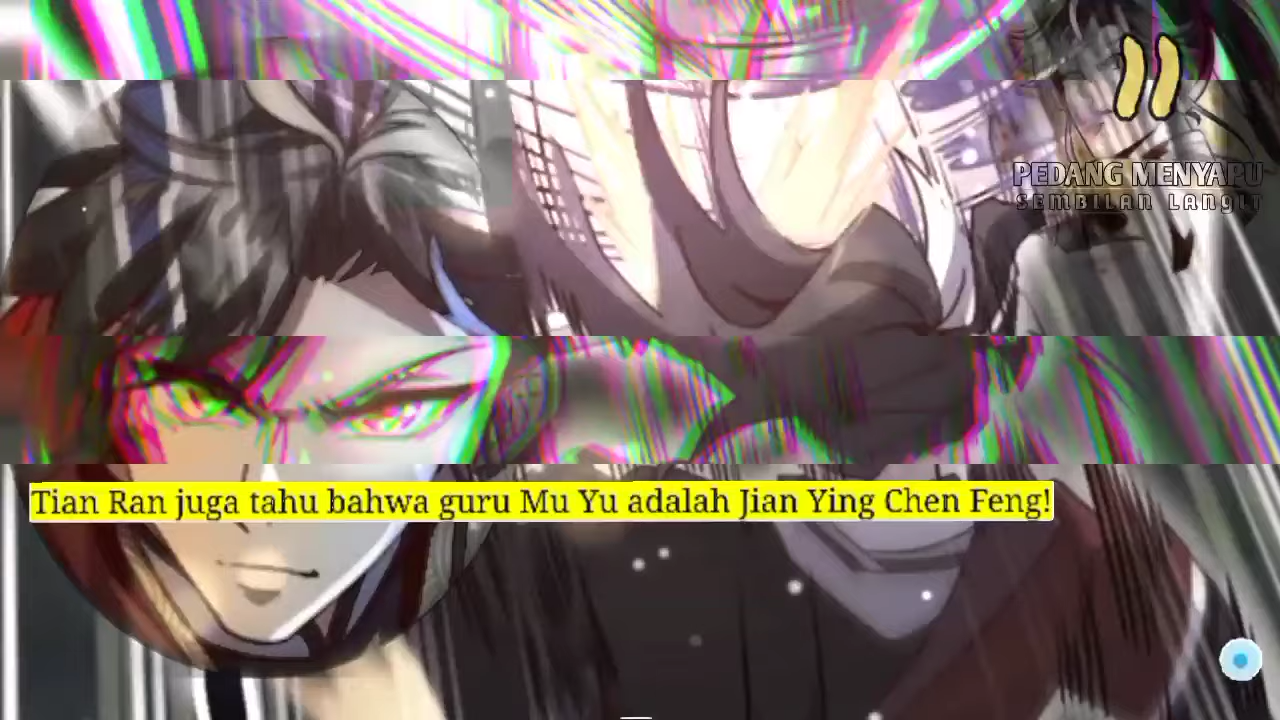 PEDANG MENYAPU
SEMBILAN LANGIT
Tian Ran juga tahu bahwa guru Mu Yu adalah Jian Ying Chen Feng!